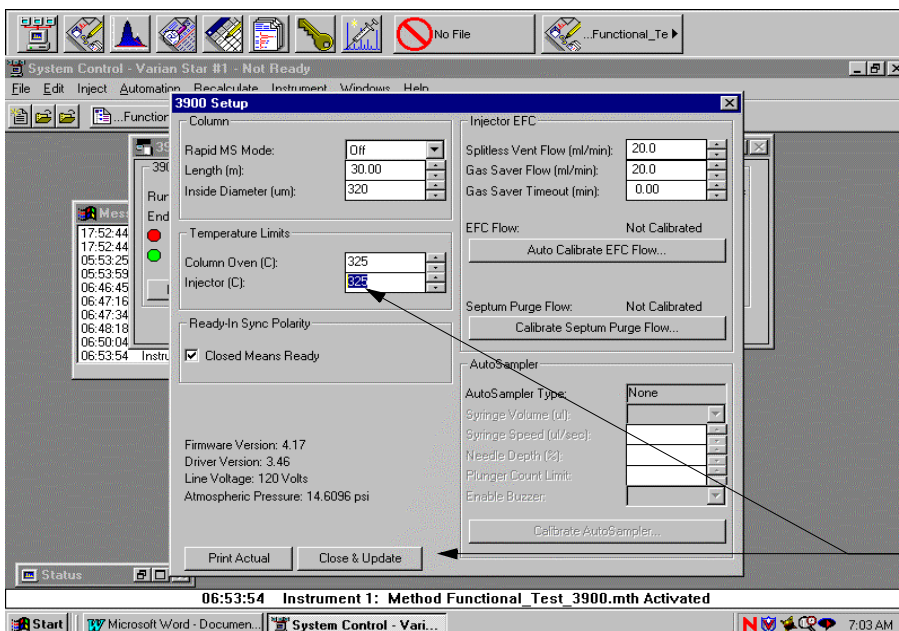 No File
...Functional_Te
System Control - Varian Star #1 - Not Ready
File Edit Inject Automation Recalculate Instrument Windows Help
...Function
3900 Setup
Column
Rapid MS Mode: Off
Length (m): 30.00
Inside Diameter (um): 320
Temperature Limits
Column Oven (C): 325
Injector (C): 325
Ready-In Sync Polarity
Closed Means Ready
Firmware Version: 4.17
Driver Version: 3.46
Line Voltage: 120 Volts
Atmospheric Pressure: 14.6096 psi
Print Actual
Close & Update
Injector EFC
Splitless Vent Flow (ml/min): 20.0
Gas Saver Flow (ml/min): 20.0
Gas Saver Timeout (min): 0.00
EFC Flow: Not Calibrated
Auto Calibrate EFC Flow...
Septum Purge Flow: Not Calibrated
Calibrate Septum Purge Flow...
AutoSampler
AutoSampler Type: None
Syringe Volume (ul):
Syringe Speed (ul/sec):
Needle Depth (%):
Plunger Count Limit:
Enable Buzzer:
Calibrate AutoSampler...
39
390
Run
End
Mess
17:52:44
17:52:44
05:53:25
05:53:59
06:46:45
06:47:16
06:47:34
06:48:18
06:50:04
06:53:54 Instru
Status
06:53:54 Instrument 1: Method Functional_Test_3900.mth Activated
Start
Microsoft Word - Documen...
System Control - Vari...
7:03 AM